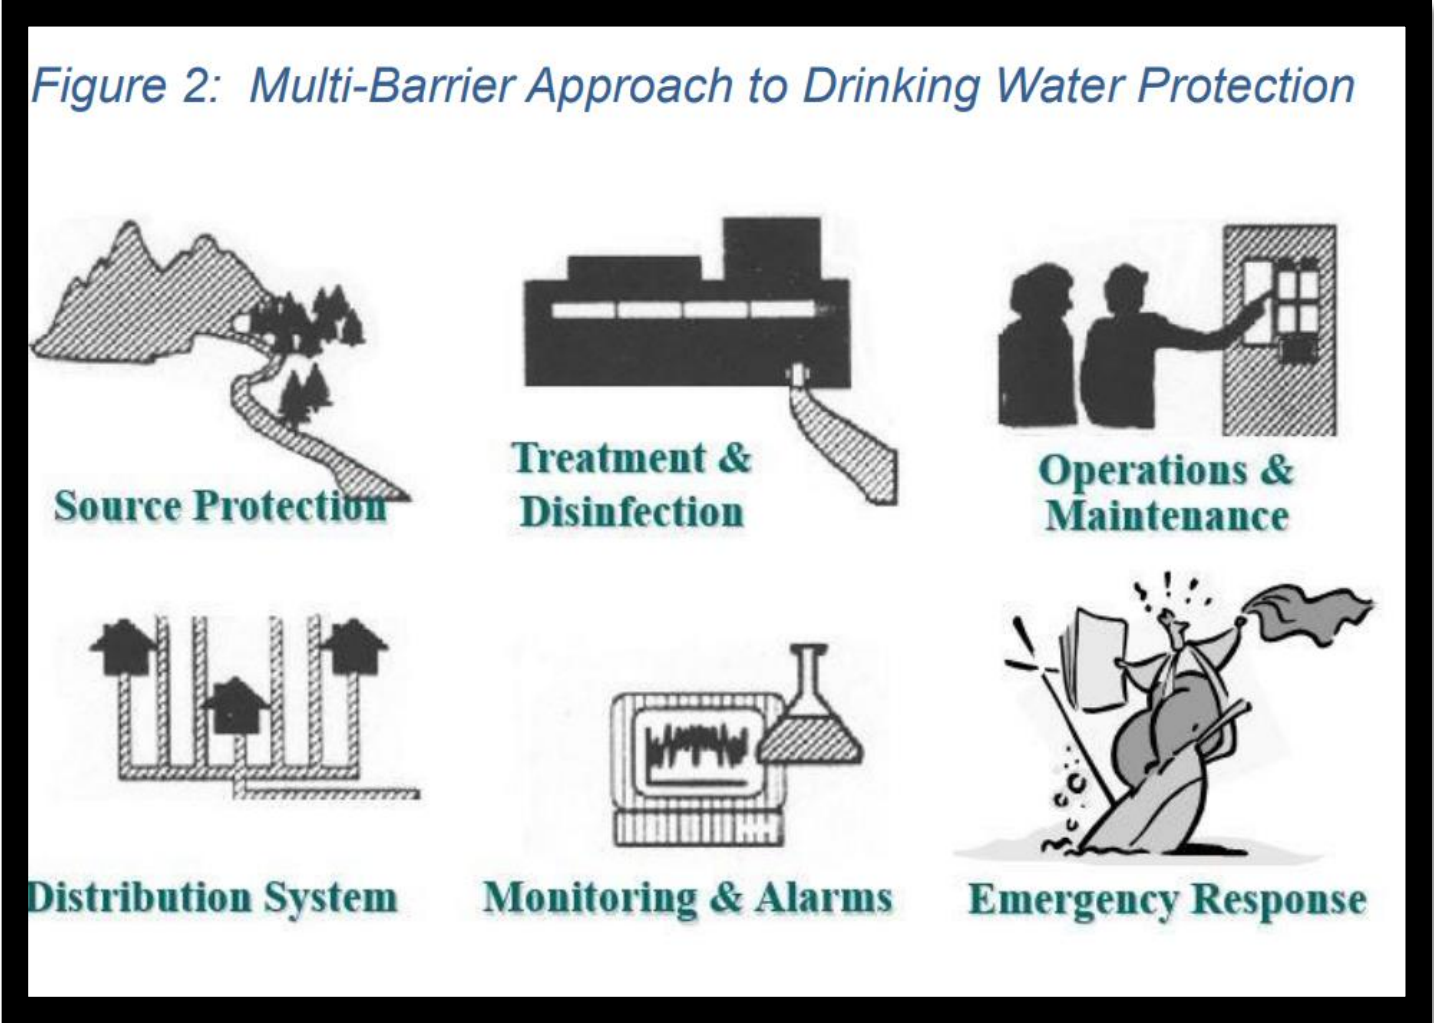 Figure 2: Multi-Barrier Approach to Drinking Water Protection
Source Protection
Treatment &
Disinfection
Operations &
Maintenance
Distribution System
Monitoring & Alarms
Emergency Response